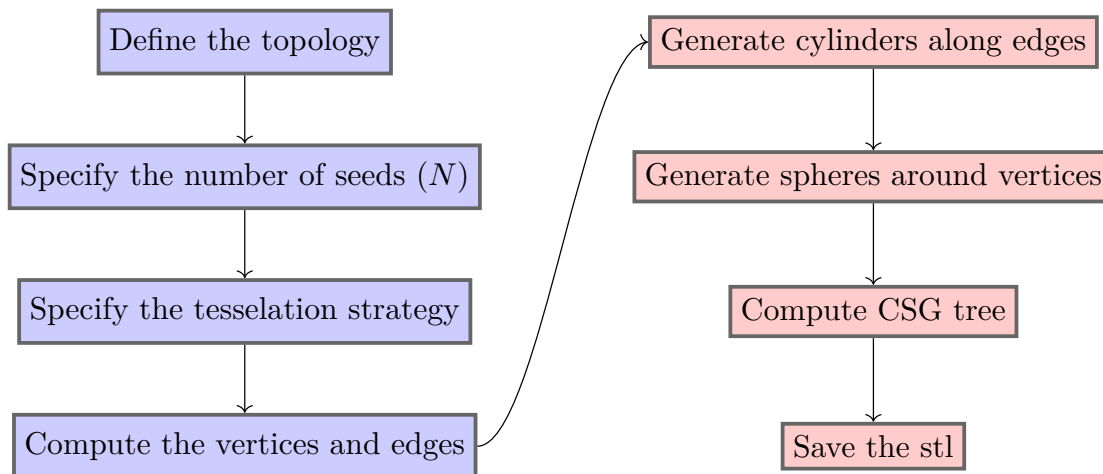 Define the topology
Specify the number of seeds (N)
Specify the tesselation strategy
Compute the vertices and edges
Generate cylinders along edges
Generate spheres around vertices
Compute CSG tree
Save the stl